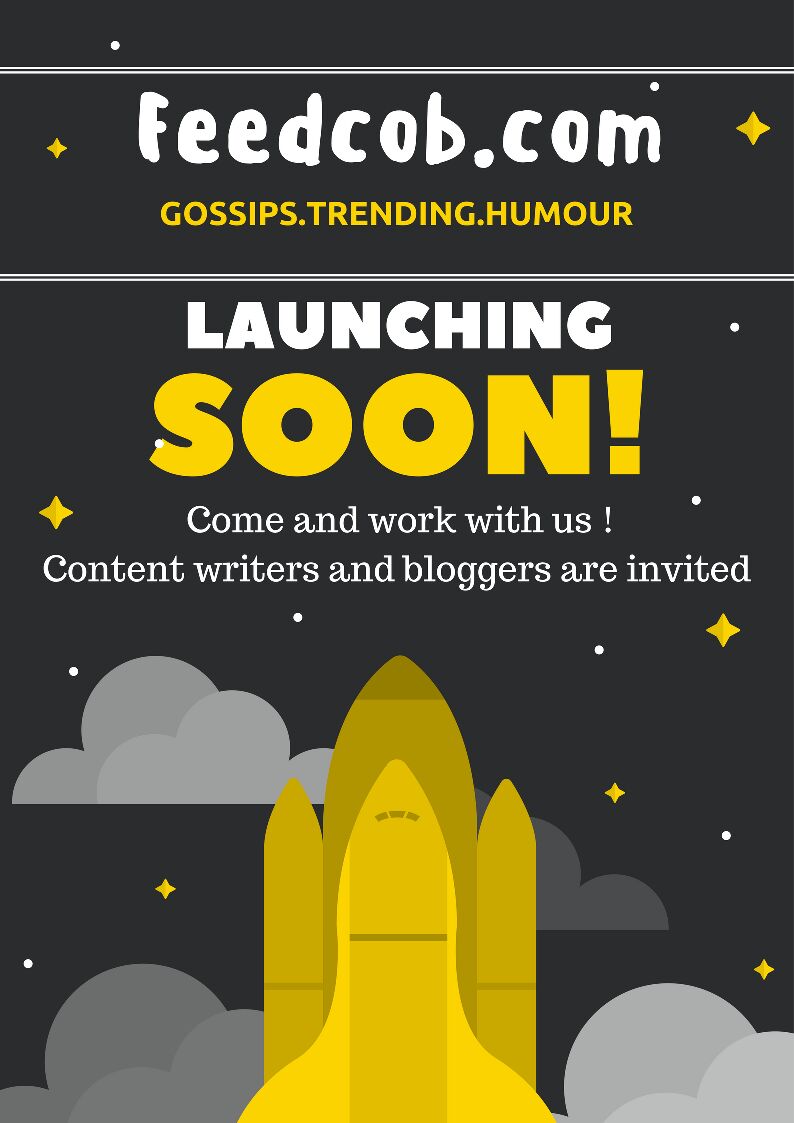 Feedcob.com
GOSSIPS.TRENDING.HUMOUR
LAUNCHING
SOON!
Come and work with us !
Content writers and bloggers are invited